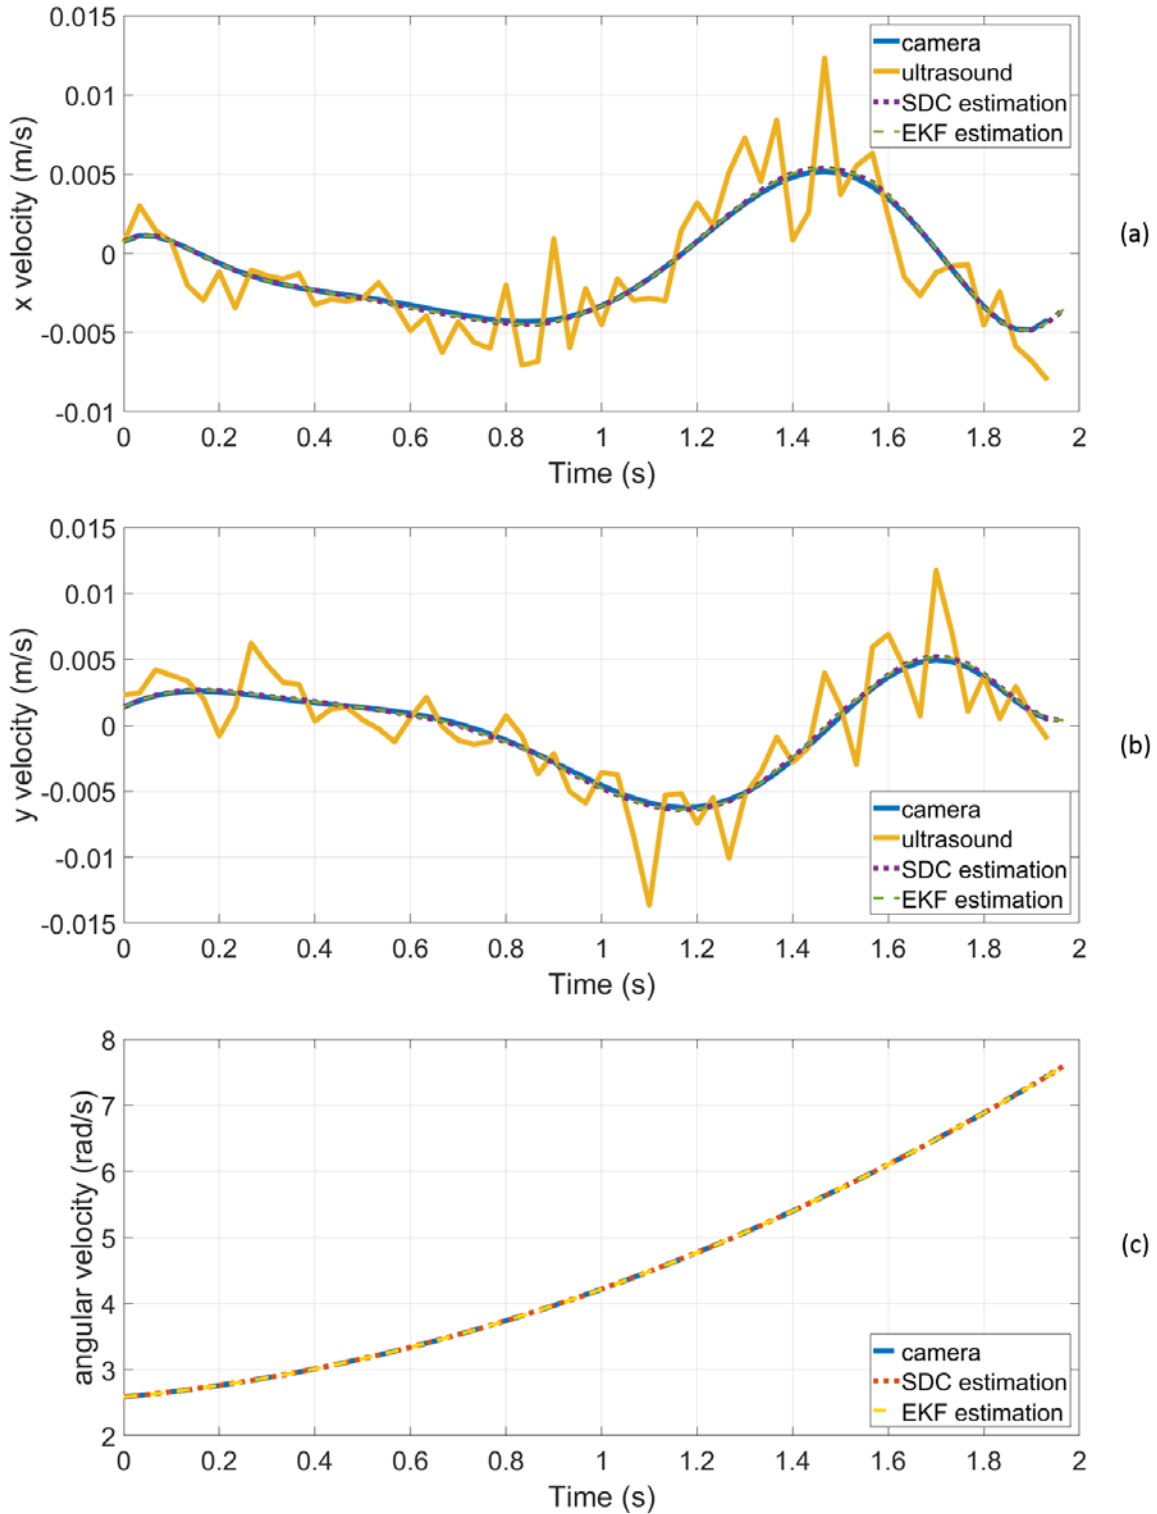 0.015
0.01
0.005
0
-0.005
-0.01
x velocity (m/s)
camera
ultrasound
SDC estimation
EKF estimation
(a)
0 0.2 0.4 0.6 0.8 1 1.2 1.4 1.6 1.8 2
Time (s)
0.015
0.01
0.005
0
-0.005
-0.01
-0.015
y velocity (m/s)
camera
ultrasound
SDC estimation
EKF estimation
(b)
0 0.2 0.4 0.6 0.8 1 1.2 1.4 1.6 1.8 2
Time (s)
8
7
6
5
4
3
2
angular velocity (rad/s)
camera
SDC estimation
EKF estimation
(c)
0 0.2 0.4 0.6 0.8 1 1.2 1.4 1.6 1.8 2
Time (s)